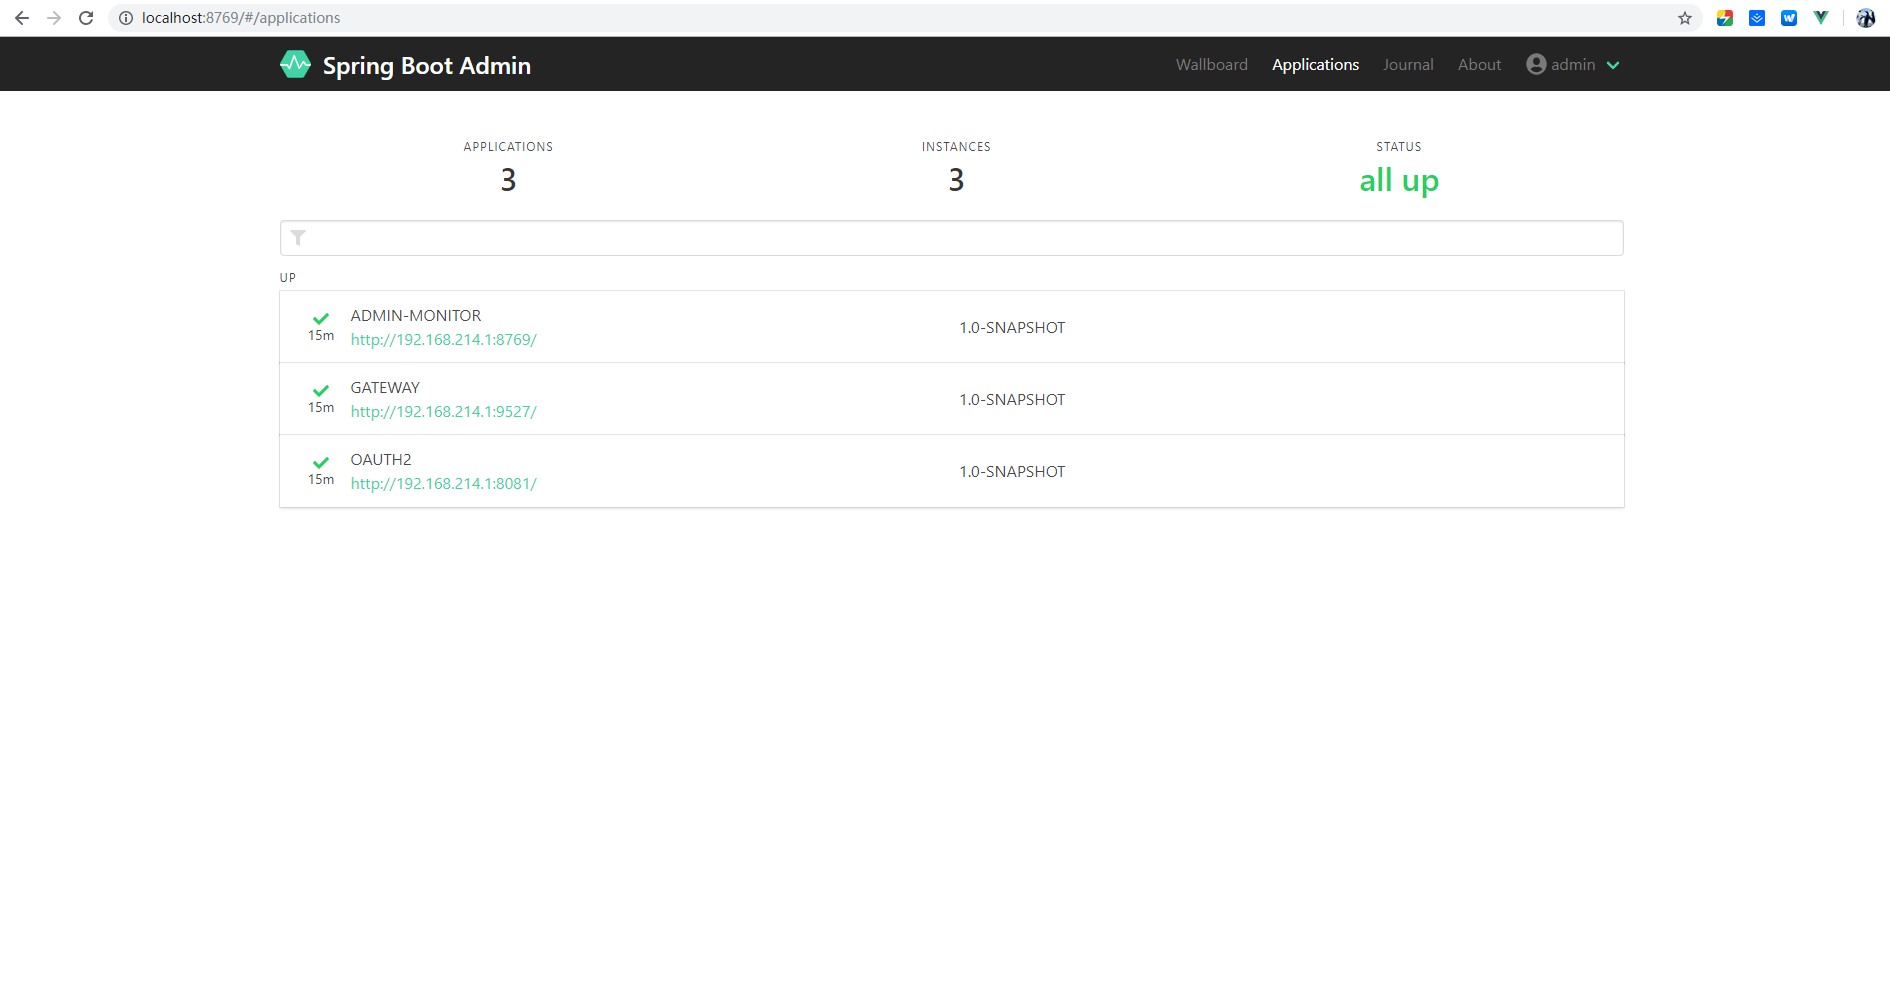 localhost:8769/#/applications
Spring Boot Admin
Wallboard Applications Journal About admin
APPLICATIONS INSTANCES STATUS
3 3 all up
UP
ADMIN-MONITOR
15m http://192.168.214.1:8769/ 1.0-SNAPSHOT
GATEWAY
15m http://192.168.214.1:9527/ 1.0-SNAPSHOT
OAUTH2
15m http://192.168.214.1:8081/ 1.0-SNAPSHOT